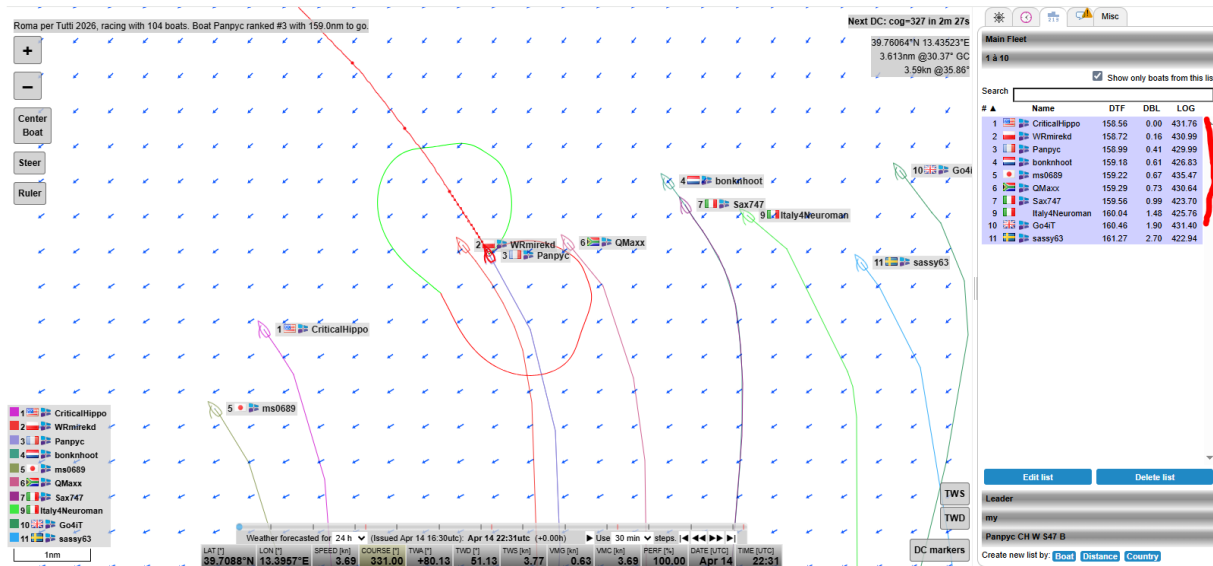 Roma per Tutti 2026, racing with 104 boats. Boat Panpyc ranked #3 with 159.0nm to go.
Next DC: cog=327 in 2m 27s
39.76064°N 13.43523°E
3.613nm @30.37° GC
3.59kn @35.86°
+
−
Center
Boat
Steer
Ruler
10 Go4i
4 bonknhoot
7 Sax747
9 Italy4Neuroman
2 WRmirekd
3 Panpyc
6 QMaxx
11 sassy63
1 CriticalHippo
5 ms0689
1 CriticalHippo
2 WRmirekd
3 Panpyc
4 bonknhoot
5 ms0689
6 QMaxx
7 Sax747
9 Italy4Neuroman
10 Go4iT
11 sassy63
1nm
TWS
TWD
DC markers
Weather forecasted for 24 h (Issued Apr 14 16:30utc): Apr 14 22:31utc (+0.00h) Use 30 min steps.
LAT [°] LON [°] SPEED [kn] COURSE [°] TWA [°] TWD [°] TWS [kn] VMG [kn] VMC [kn] PERF [%] DATE [UTC] TIME [UTC]
39.7088°N 13.3957°E 3.69 331.00 +80.13 51.13 3.77 0.63 3.69 100.00 Apr 14 22:31
Misc
Main Fleet
1 à 10
Show only boats from this lis
Search
# ▲ Name DTF DBL LOG
1 CriticalHippo 158.56 0.00 431.76
2 WRmirekd 158.72 0.16 430.99
3 Panpyc 158.99 0.41 429.99
4 bonknhoot 159.18 0.61 426.83
5 ms0689 159.22 0.67 435.47
6 QMaxx 159.29 0.73 430.64
7 Sax747 159.56 0.99 423.70
9 Italy4Neuroman 160.04 1.48 425.76
10 Go4iT 160.46 1.90 431.40
11 sassy63 161.27 2.70 422.94
Edit list
Delete list
Leader
my
Panpyc CH W S47 B
Create new list by: Boat Distance Country